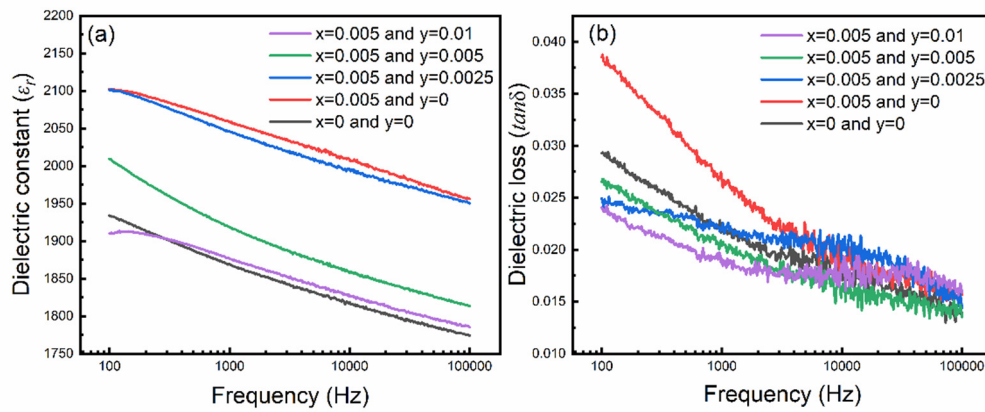 (a)
x=0.005 and y=0.01
x=0.005 and y=0.005
x=0.005 and y=0.0025
x=0.005 and y=0
x=0 and y=0
Dielectric constant (εr)
2200
2150
2100
2050
2000
1950
1900
1850
1800
1750
100
1000
10000
100000
Frequency (Hz)
(b)
x=0.005 and y=0.01
x=0.005 and y=0.005
x=0.005 and y=0.0025
x=0.005 and y=0
x=0 and y=0
Dielectric loss (tanδ)
0.040
0.035
0.030
0.025
0.020
0.015
0.010
100
1000
10000
100000
Frequency (Hz)